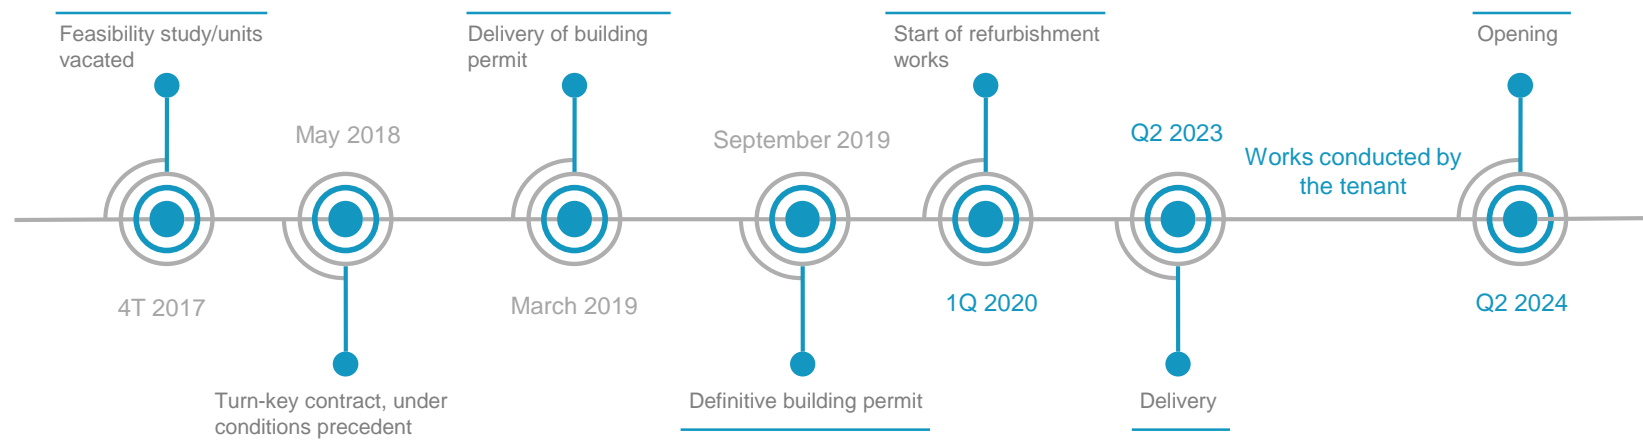 Feasibility study/units
vacated
4T 2017
May 2018
Turn-key contract, under
conditions precedent
Delivery of building
permit
March 2019
September 2019
Definitive building permit
Start of refurbishment
works
1Q 2020
Q2 2023
Delivery
Works conducted by
the tenant
Opening
Q2 2024